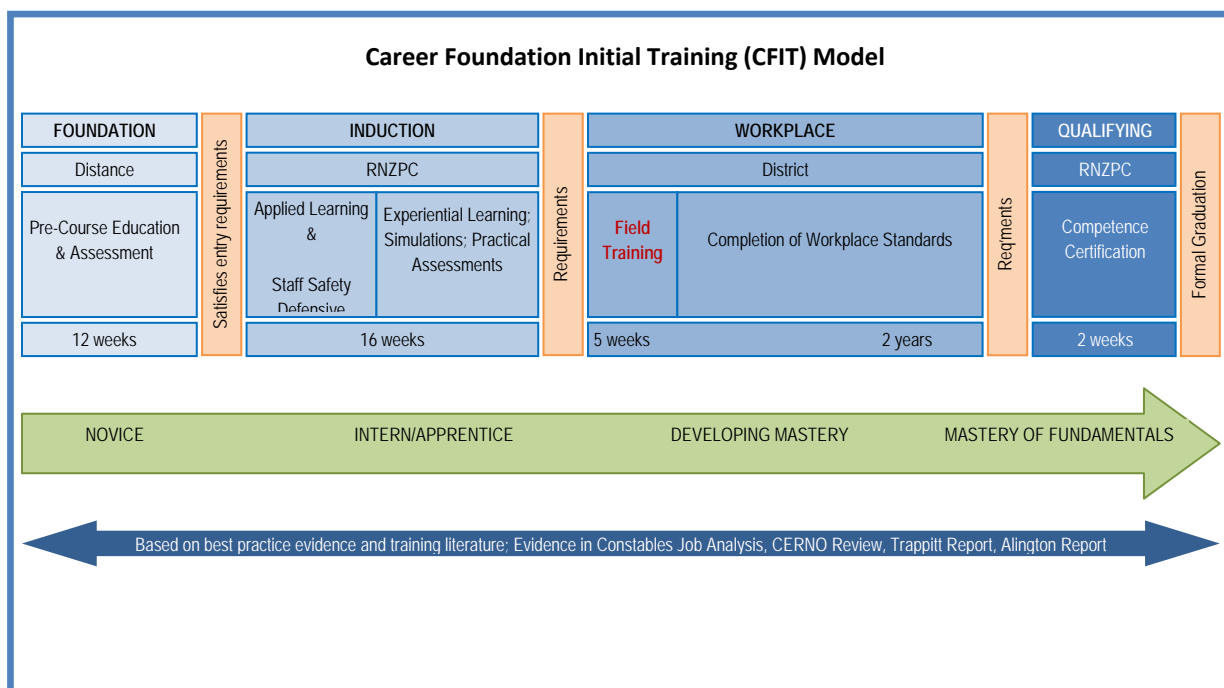 Career Foundation Initial Training (CFIT) Model
FOUNDATION
Distance
Pre-Course Education
& Assessment
12 weeks
Satisfies entry requirements
INDUCTION
RNZPC
Applied Learning
&
Staff Safety
Defensive
Experiential Learning;
Simulations; Practical
Assessments
16 weeks
Requirements
WORKPLACE
District
Field
Training
Completion of Workplace Standards
5 weeks
2 years
Req'ments
QUALIFYING
RNZPC
Competence
Certification
2 weeks
Formal Graduation
NOVICE
INTERN/APPRENTICE
DEVELOPING MASTERY
MASTERY OF FUNDAMENTALS
Based on best practice evidence and training literature; Evidence in Constables Job Analysis, CERNO Review, Trappitt Report, Alington Report